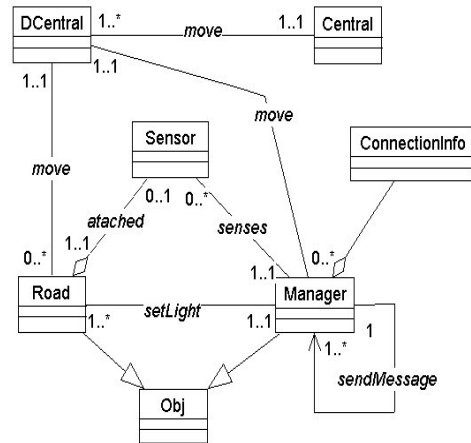 DCentral
1..*
move
1..1
Central
1..1
1..1
move
Sensor
ConnectionInfo
move
0..1
0..*
atached
senses
0..*
1..1
1..1
0..*
Road
Manager
1..*
setLight
1..1
1
1..*
sendMessage
Obj